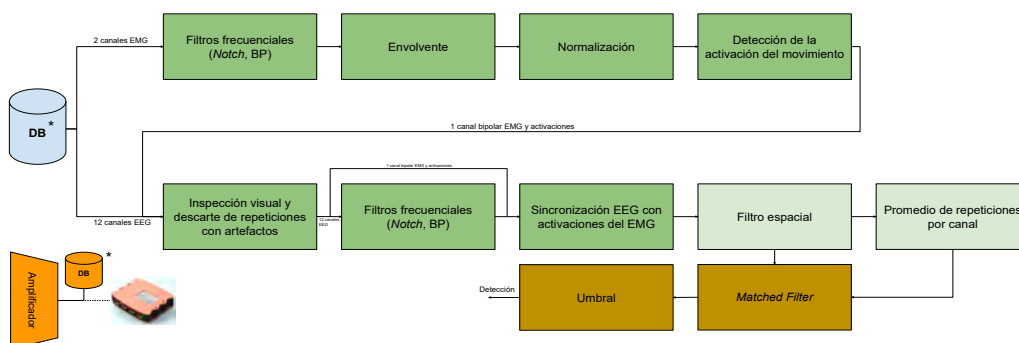 2 canales EMG
Filtros frecuenciales
(Notch, BP)
Envolvente
Normalización
Detección de la
activación del movimiento
DB *
1 canal bipolar EMG y activaciones
12 canales EEG
Inspección visual y
descarte de repeticiones
con artefactos
12 canales
EEG
1 canal bipolar EMG y activaciones
Filtros frecuenciales
(Notch, BP)
Sincronización EEG con
activaciones del EMG
Filtro espacial
Promedio de repeticiones
por canal
Amplificador
DB *
Detección
Umbral
Matched Filter